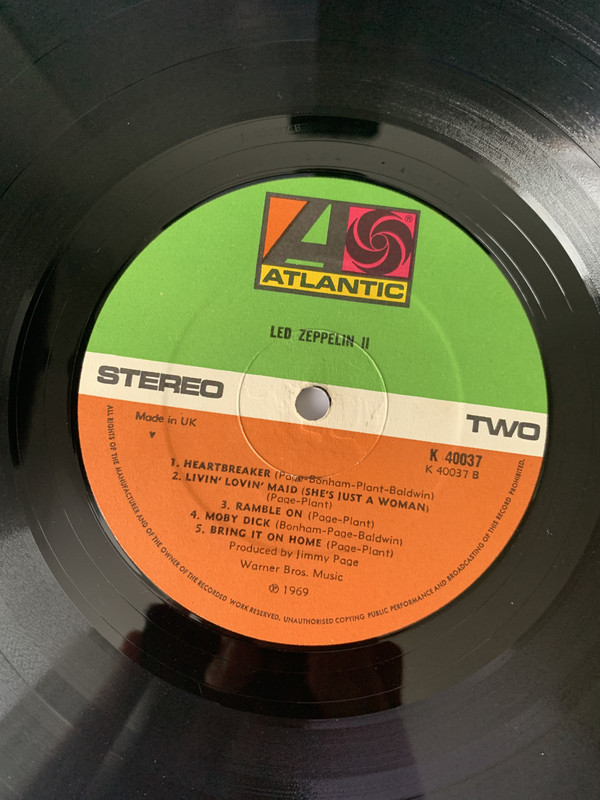 ®
ATLANTIC
LED ZEPPELIN II
STEREO
TWO
Made in UK
K 40037
K 40037 B
1. HEARTBREAKER (Page-Bonham-Plant-Baldwin)
2. LIVIN' LOVIN' MAID (SHE'S JUST A WOMAN)
(Page-Plant)
3. RAMBLE ON (Page-Plant)
4. MOBY DICK (Bonham-Page-Baldwin)
5. BRING IT ON HOME (Page-Plant)
Produced by Jimmy Page
Warner Bros. Music
℗ 1969
ALL RIGHTS OF THE MANUFACTURER AND OF THE OWNER OF THE RECORDED WORK RESERVED. UNAUTHORISED COPYING PUBLIC PERFORMANCE AND BROADCASTING OF THIS RECORD PROHIBITED.